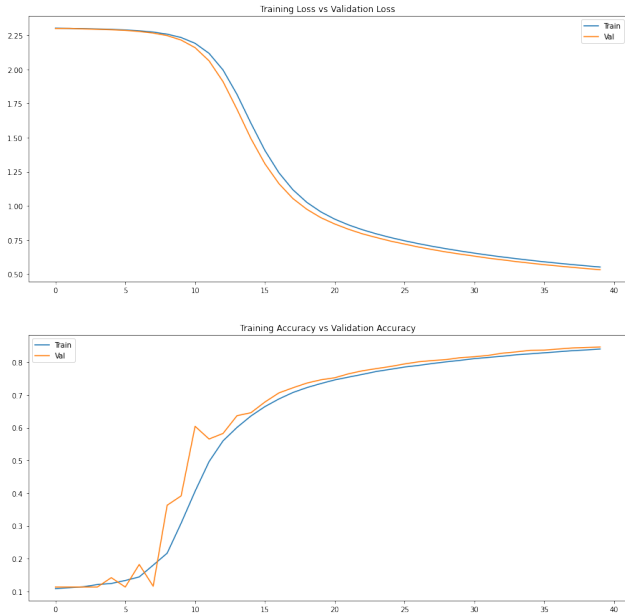 Training Loss vs Validation Loss
2.25
2.00
1.75
1.50
1.25
1.00
0.75
0.50
Train
Val
0 5 10 15 20 25 30 35 40
Training Accuracy vs Validation Accuracy
Train
Val
0.8
0.7
0.6
0.5
0.4
0.3
0.2
0.1
0 5 10 15 20 25 30 35 40